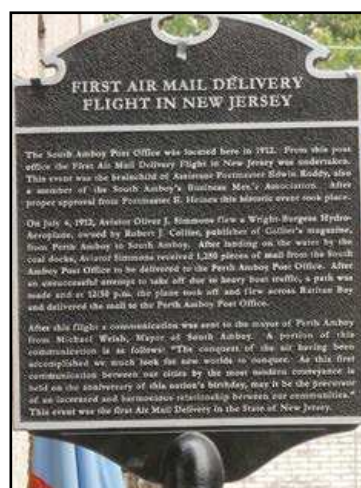 FIRST AIR MAIL DELIVERY
FLIGHT IN NEW JERSEY
The South Amboy Post Office was located here in 1912. From this post
office the First Air Mail Delivery Flight in New Jersey was undertaken.
This event was the brainchild of Assistant Postmaster Edwin Roddy, also
a member of the South Amboy's Business Men's Association. After
proper approval from Postmaster R. this historic event took place.
On July 4, 1912, Aviator Oliver J. Simmons flew a Wright-Burgess Hydro-
Aeroplane, owned by Robert J. Collier, publisher of Collier's magazine,
from Perth Amboy to South Amboy. After landing on the water by the
coal docks, Aviator Simmons received 1,250 pieces of mail from the South
Amboy Post Office to be delivered to the Perth Amboy Post Office. After
an unsuccessful attempt to take off due to heavy boat traffic, a path was
made and at 12:50 p.m. the plane took off and flew across Raritan Bay
and delivered the mail to the Perth Amboy Post Office.
After this flight a communication was sent to the mayor of Perth Amboy
from Michael Welsh, Mayor of South Amboy. A portion of this
communication is as follows: "The conquest of the air having been
accomplished we much look for new worlds to conquer. As this first
communication between our cities by the most modern conveyance is
held on the anniversary of this nation's birthday, may it be the precursor
of an increased and harmonious relationship between our communities."
This event was the first Air Mail Delivery in the State of New Jersey.